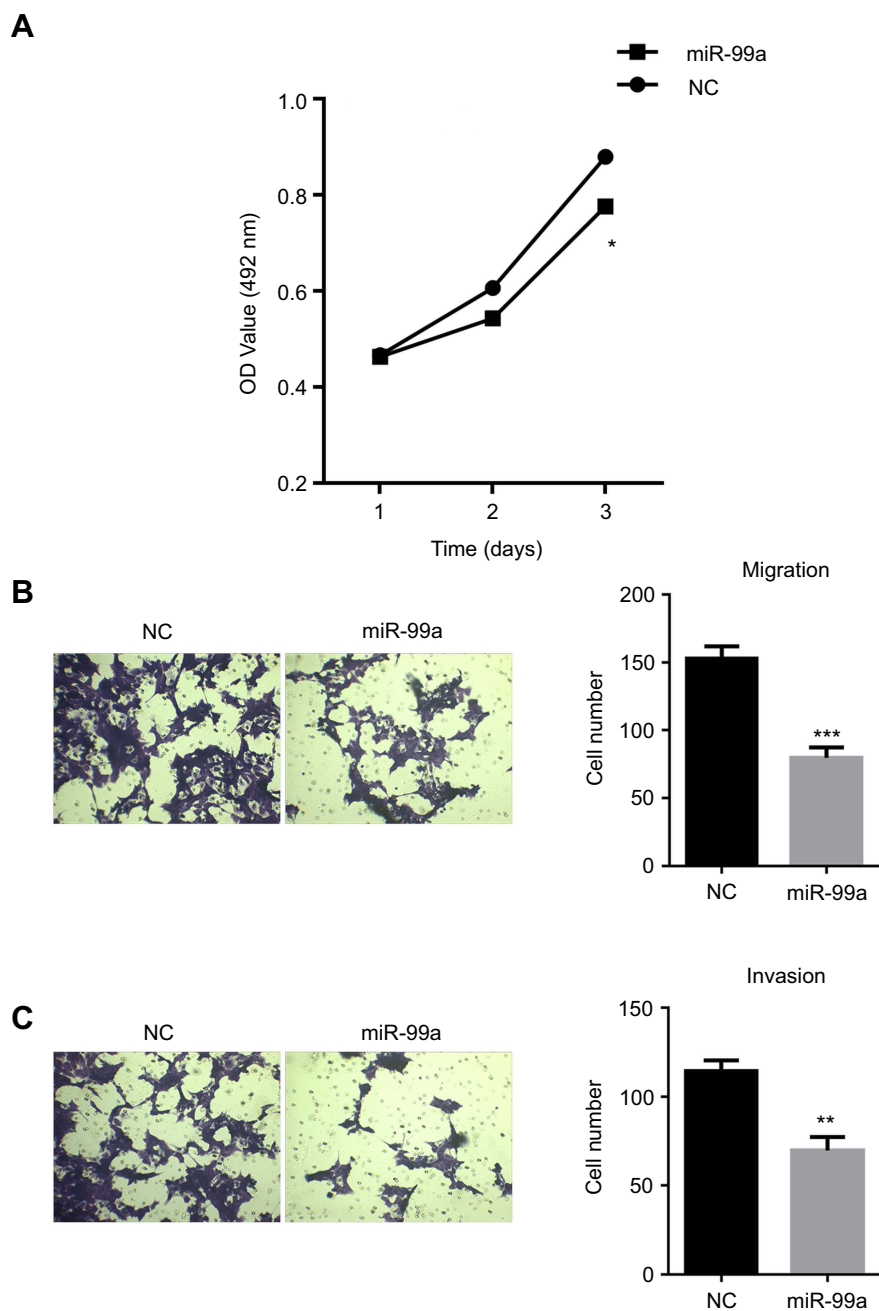 A
miR-99a
NC
1.0
0.8
0.6
0.4
0.2
OD Value (492 nm)
*
1 2 3
Time (days)
B
NC miR-99a
Migration
200
150
100
50
0
Cell number
***
NC miR-99a
C
NC miR-99a
Invasion
150
100
50
0
Cell number
**
NC miR-99a